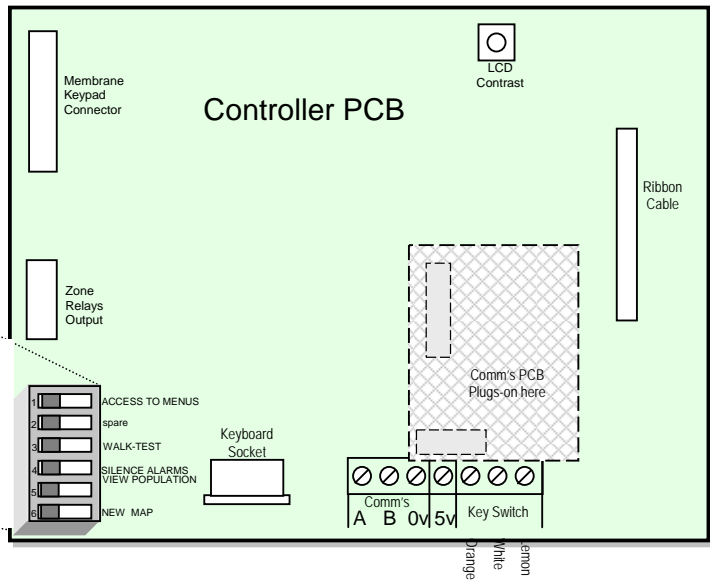 LCD
Contrast
Membrane
Keypad
Connector
Controller PCB
Ribbon
Cable
Zone
Relays
Output
Comm's PCB
Plugs-on here
1 ACCESS TO MENUS
2 spare
3 WALK-TEST
4 SILENCE ALARMS
5 VIEW POPULATION
6 NEW MAP
Keyboard
Socket
Comm's
A B 0v 5v
Key Switch
Orange
White
Lemon